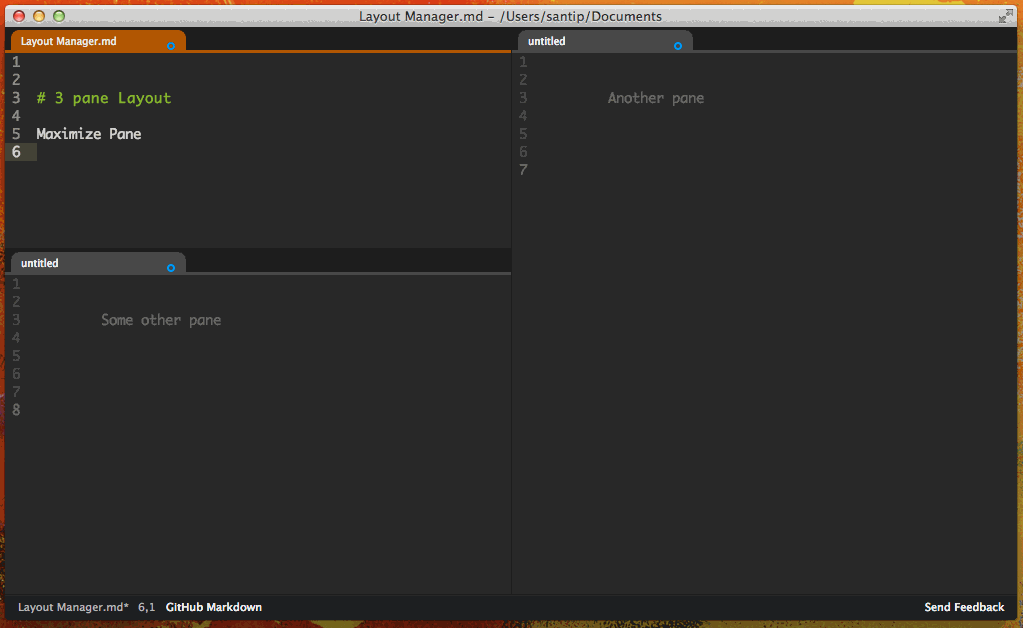 Layout Manager.md - /Users/santip/Documents
Layout Manager.md
1
2
3 # 3 pane Layout
4
5 Maximize Pane
6
untitled
1
2
3 Some other pane
4
5
6
7
8
untitled
1
2
3 Another pane
4
5
6
7
Layout Manager.md* 6,1 GitHub Markdown
Send Feedback